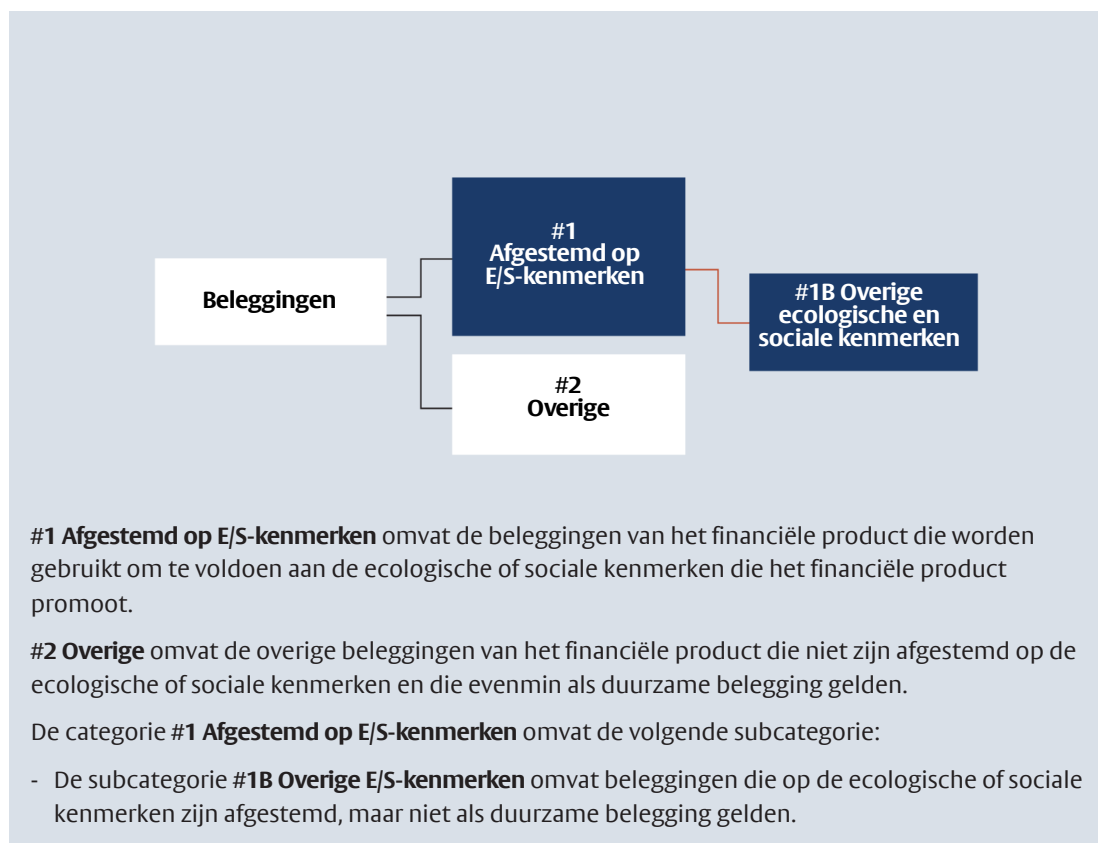 #1
Afgestemd op
E/S-kenmerken
Beleggingen
#1B Overige
ecologische en
sociale kenmerken
#2
Overige
#1 Afgestemd op E/S-kenmerken omvat de beleggingen van het financiële product die worden
gebruikt om te voldoen aan de ecologische of sociale kenmerken die het financiële product
promoot.
#2 Overige omvat de overige beleggingen van het financiële product die niet zijn afgestemd op de
ecologische of sociale kenmerken en die evenmin als duurzame belegging gelden.
De categorie #1 Afgestemd op E/S-kenmerken omvat de volgende subcategorie:
- De subcategorie #1B Overige E/S-kenmerken omvat beleggingen die op de ecologische of sociale
kenmerken zijn afgestemd, maar niet als duurzame belegging gelden.